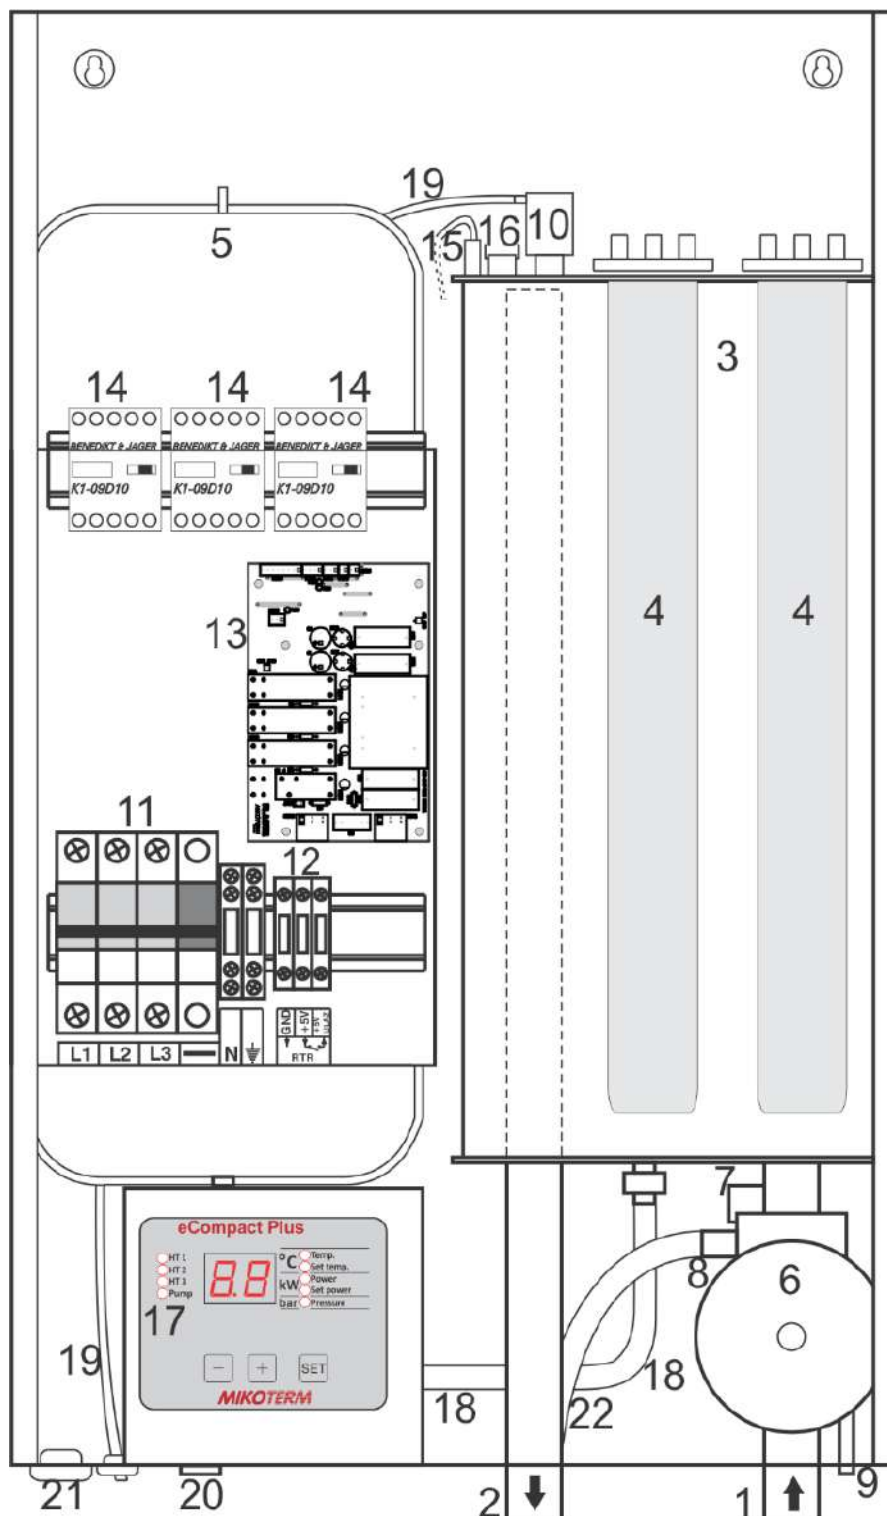 19
5
15
16
10
3
14
14
14
BENEDIKT & JAGER
BENEDIKT & JAGER
BENEDIKT & JAGER
K1-09D10
K1-09D10
K1-09D10
4
4
13
11
12
L1
L2
L3
N
GND
+5V
+5V
RTR
7
eCompact Plus
HT 1
HT 2
HT 3
Pump
8.8
°C
kW
bar
Temp.
Set temp.
Power
Set power
Pressure
8
6
17
19
− + SET
MIKOTERM
18
18
22
21
20
2
1
9